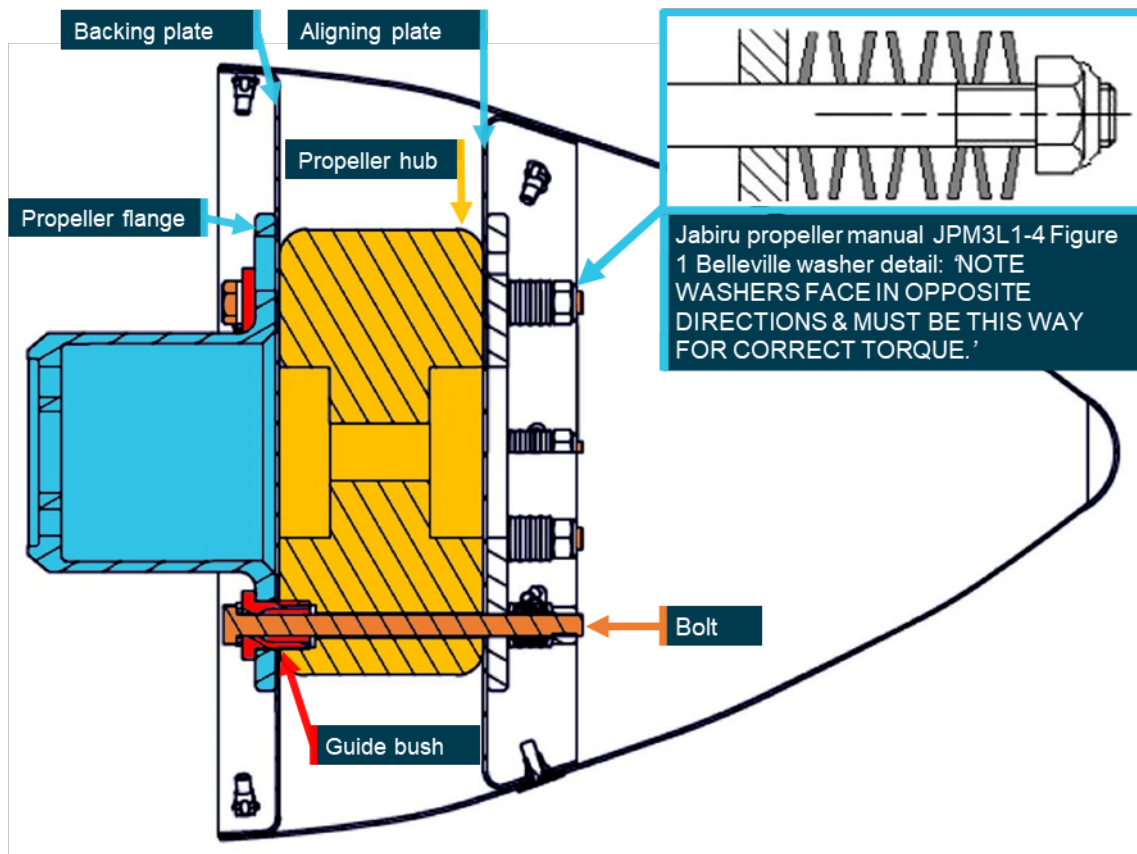 Backing plate
Aligning plate
Propeller hub
Propeller flange
Jabiru propeller manual JPM3L1-4 Figure
1 Belleville washer detail: ‘NOTE
WASHERS FACE IN OPPOSITE
DIRECTIONS & MUST BE THIS WAY
FOR CORRECT TORQUE.’
Bolt
Guide bush